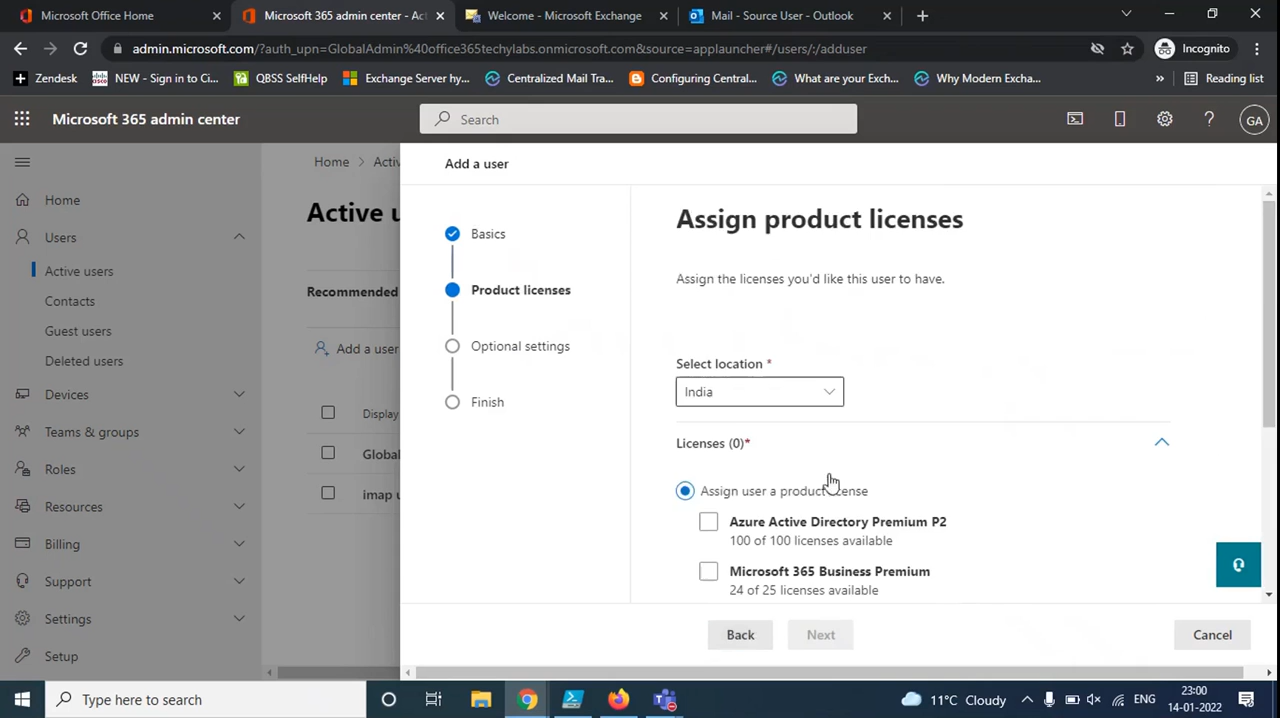 Microsoft Office Home
Microsoft 365 admin center - Act
Welcome - Microsoft Exchange
Mail - Source User - Outlook
admin.microsoft.com/?auth_upn=GlobalAdmin%40office365techylabs.onmicrosoft.com&source=applauncher#/users/:/adduser
Incognito
Zendesk
NEW - Sign in to Ci...
QBSS SelfHelp
Exchange Server hy...
Centralized Mail Tra...
Configuring Central...
What are your Exch...
Why Modern Excha...
»
Reading list
Microsoft 365 admin center
Search
GA
Home
Users
Active users
Contacts
Guest users
Deleted users
Devices
Teams & groups
Roles
Resources
Billing
Support
Settings
Setup
Home > Activ
Active u
Recommended
Add a user
Display
Global
imap u
Add a user
Basics
Product licenses
Optional settings
Finish
Assign product licenses
Assign the licenses you'd like this user to have.
Select location *
India
Licenses (0)*
Assign user a product license
Azure Active Directory Premium P2
100 of 100 licenses available
Microsoft 365 Business Premium
24 of 25 licenses available
Back
Next
Cancel
Type here to search
11°C Cloudy
ENG
23:00
14-01-2022